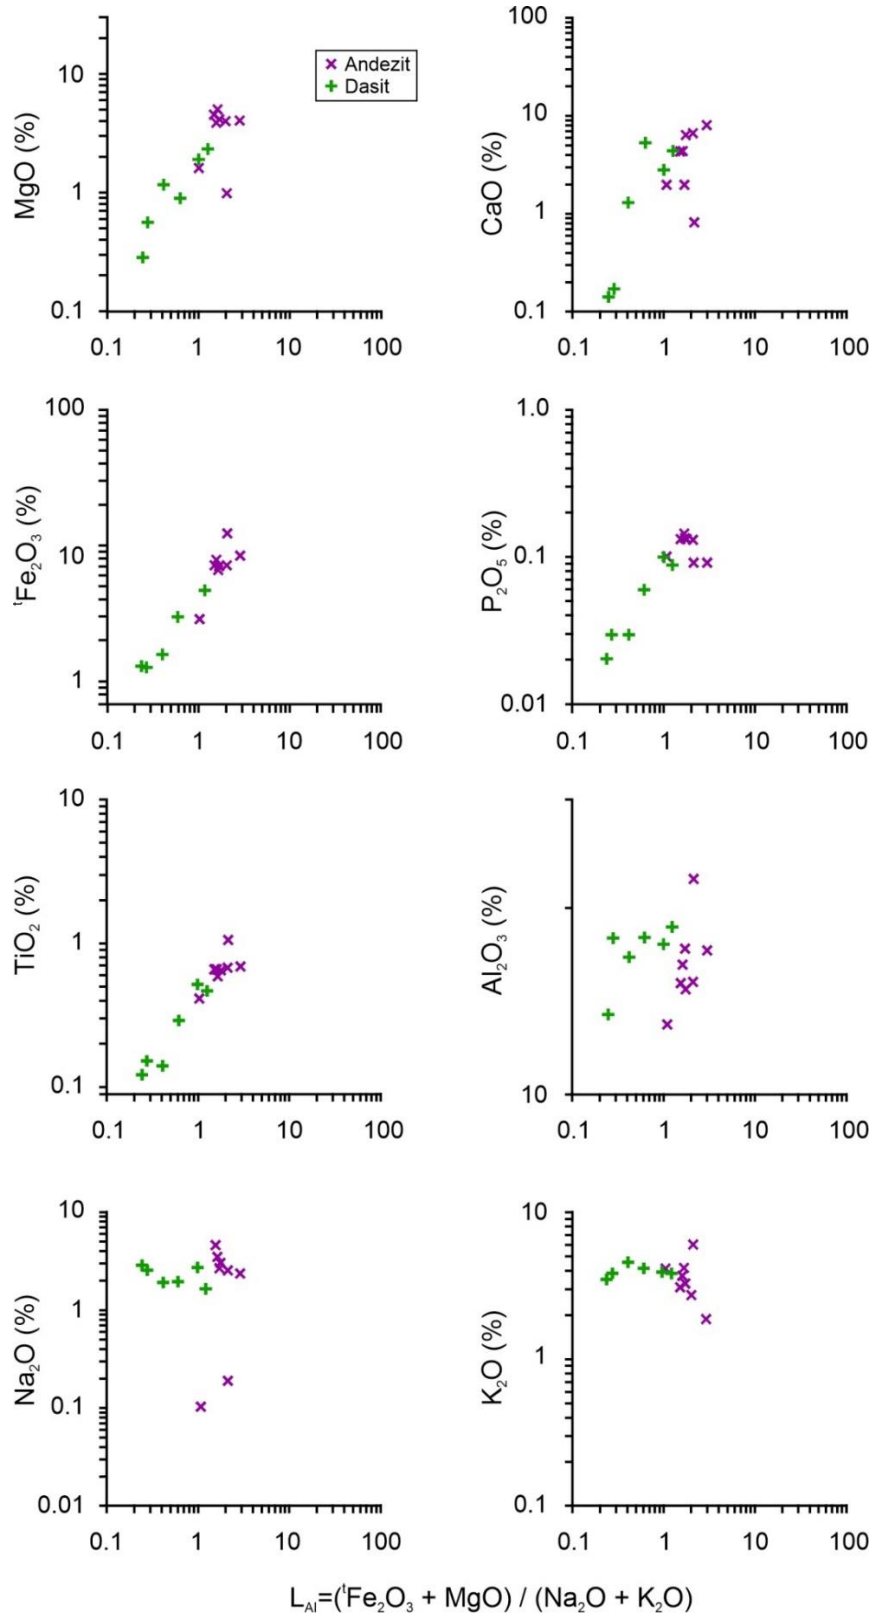 MgO (%)
10
1
0.1
0.1 1 10 100
× Andezit
+ Dasit
CaO (%)
100
10
1
0.1
0.1 1 10 100
ᵗFe₂O₃ (%)
100
10
1
0.1 1 10 100
P₂O₅ (%)
1.0
0.1
0.01
0.1 1 10 100
TiO₂ (%)
10
1
0.1
0.1 1 10 100
Al₂O₃ (%)
10
0.1 1 10 100
Na₂O (%)
10
1
0.1
0.01
0.1 1 10 100
K₂O (%)
10
1
0.1
0.1 1 10 100
L_Al=(ᵗFe₂O₃ + MgO) / (Na₂O + K₂O)